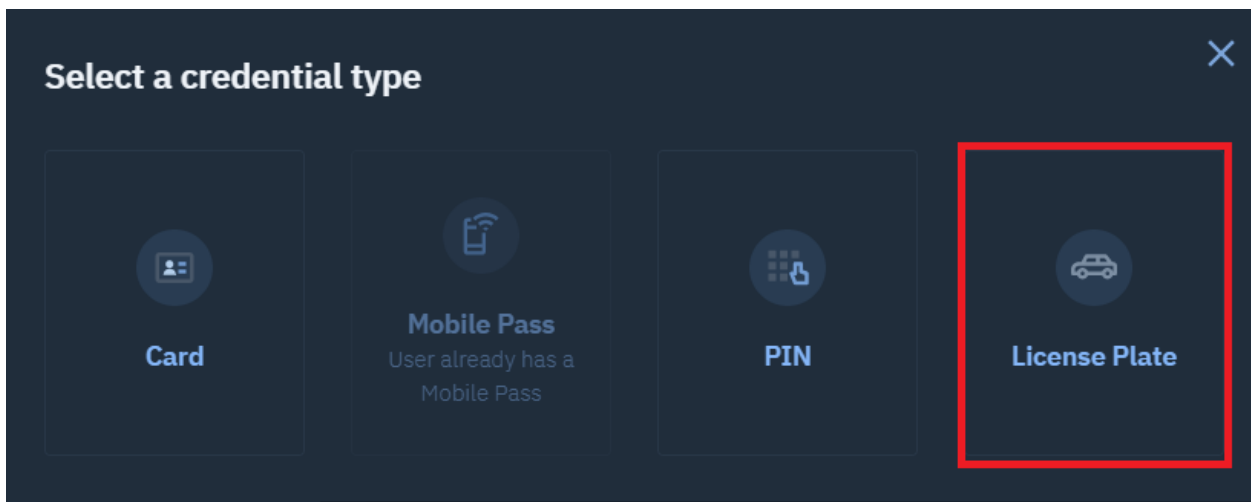 Select a credential type
Card
Mobile Pass
User already has a
Mobile Pass
PIN
License Plate